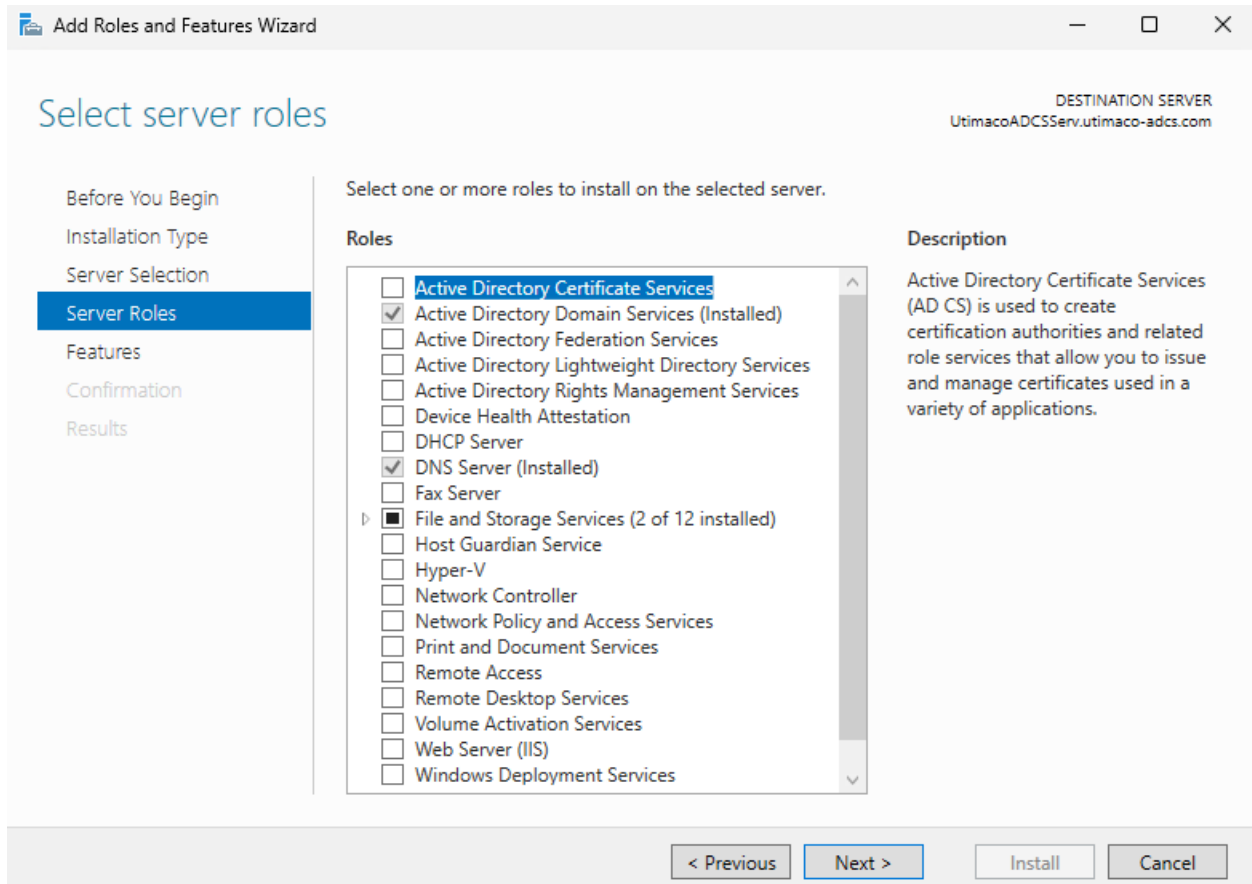 Add Roles and Features Wizard
Select server roles
DESTINATION SERVER
UtimacoADCSServ.utimaco-adcs.com
Before You Begin
Installation Type
Server Selection
Server Roles
Features
Confirmation
Results
Select one or more roles to install on the selected server.
Roles
Active Directory Certificate Services
Active Directory Domain Services (Installed)
Active Directory Federation Services
Active Directory Lightweight Directory Services
Active Directory Rights Management Services
Device Health Attestation
DHCP Server
DNS Server (Installed)
Fax Server
File and Storage Services (2 of 12 installed)
Host Guardian Service
Hyper-V
Network Controller
Network Policy and Access Services
Print and Document Services
Remote Access
Remote Desktop Services
Volume Activation Services
Web Server (IIS)
Windows Deployment Services
Description
Active Directory Certificate Services
(AD CS) is used to create
certification authorities and related
role services that allow you to issue
and manage certificates used in a
variety of applications.
< Previous
Next >
Install
Cancel